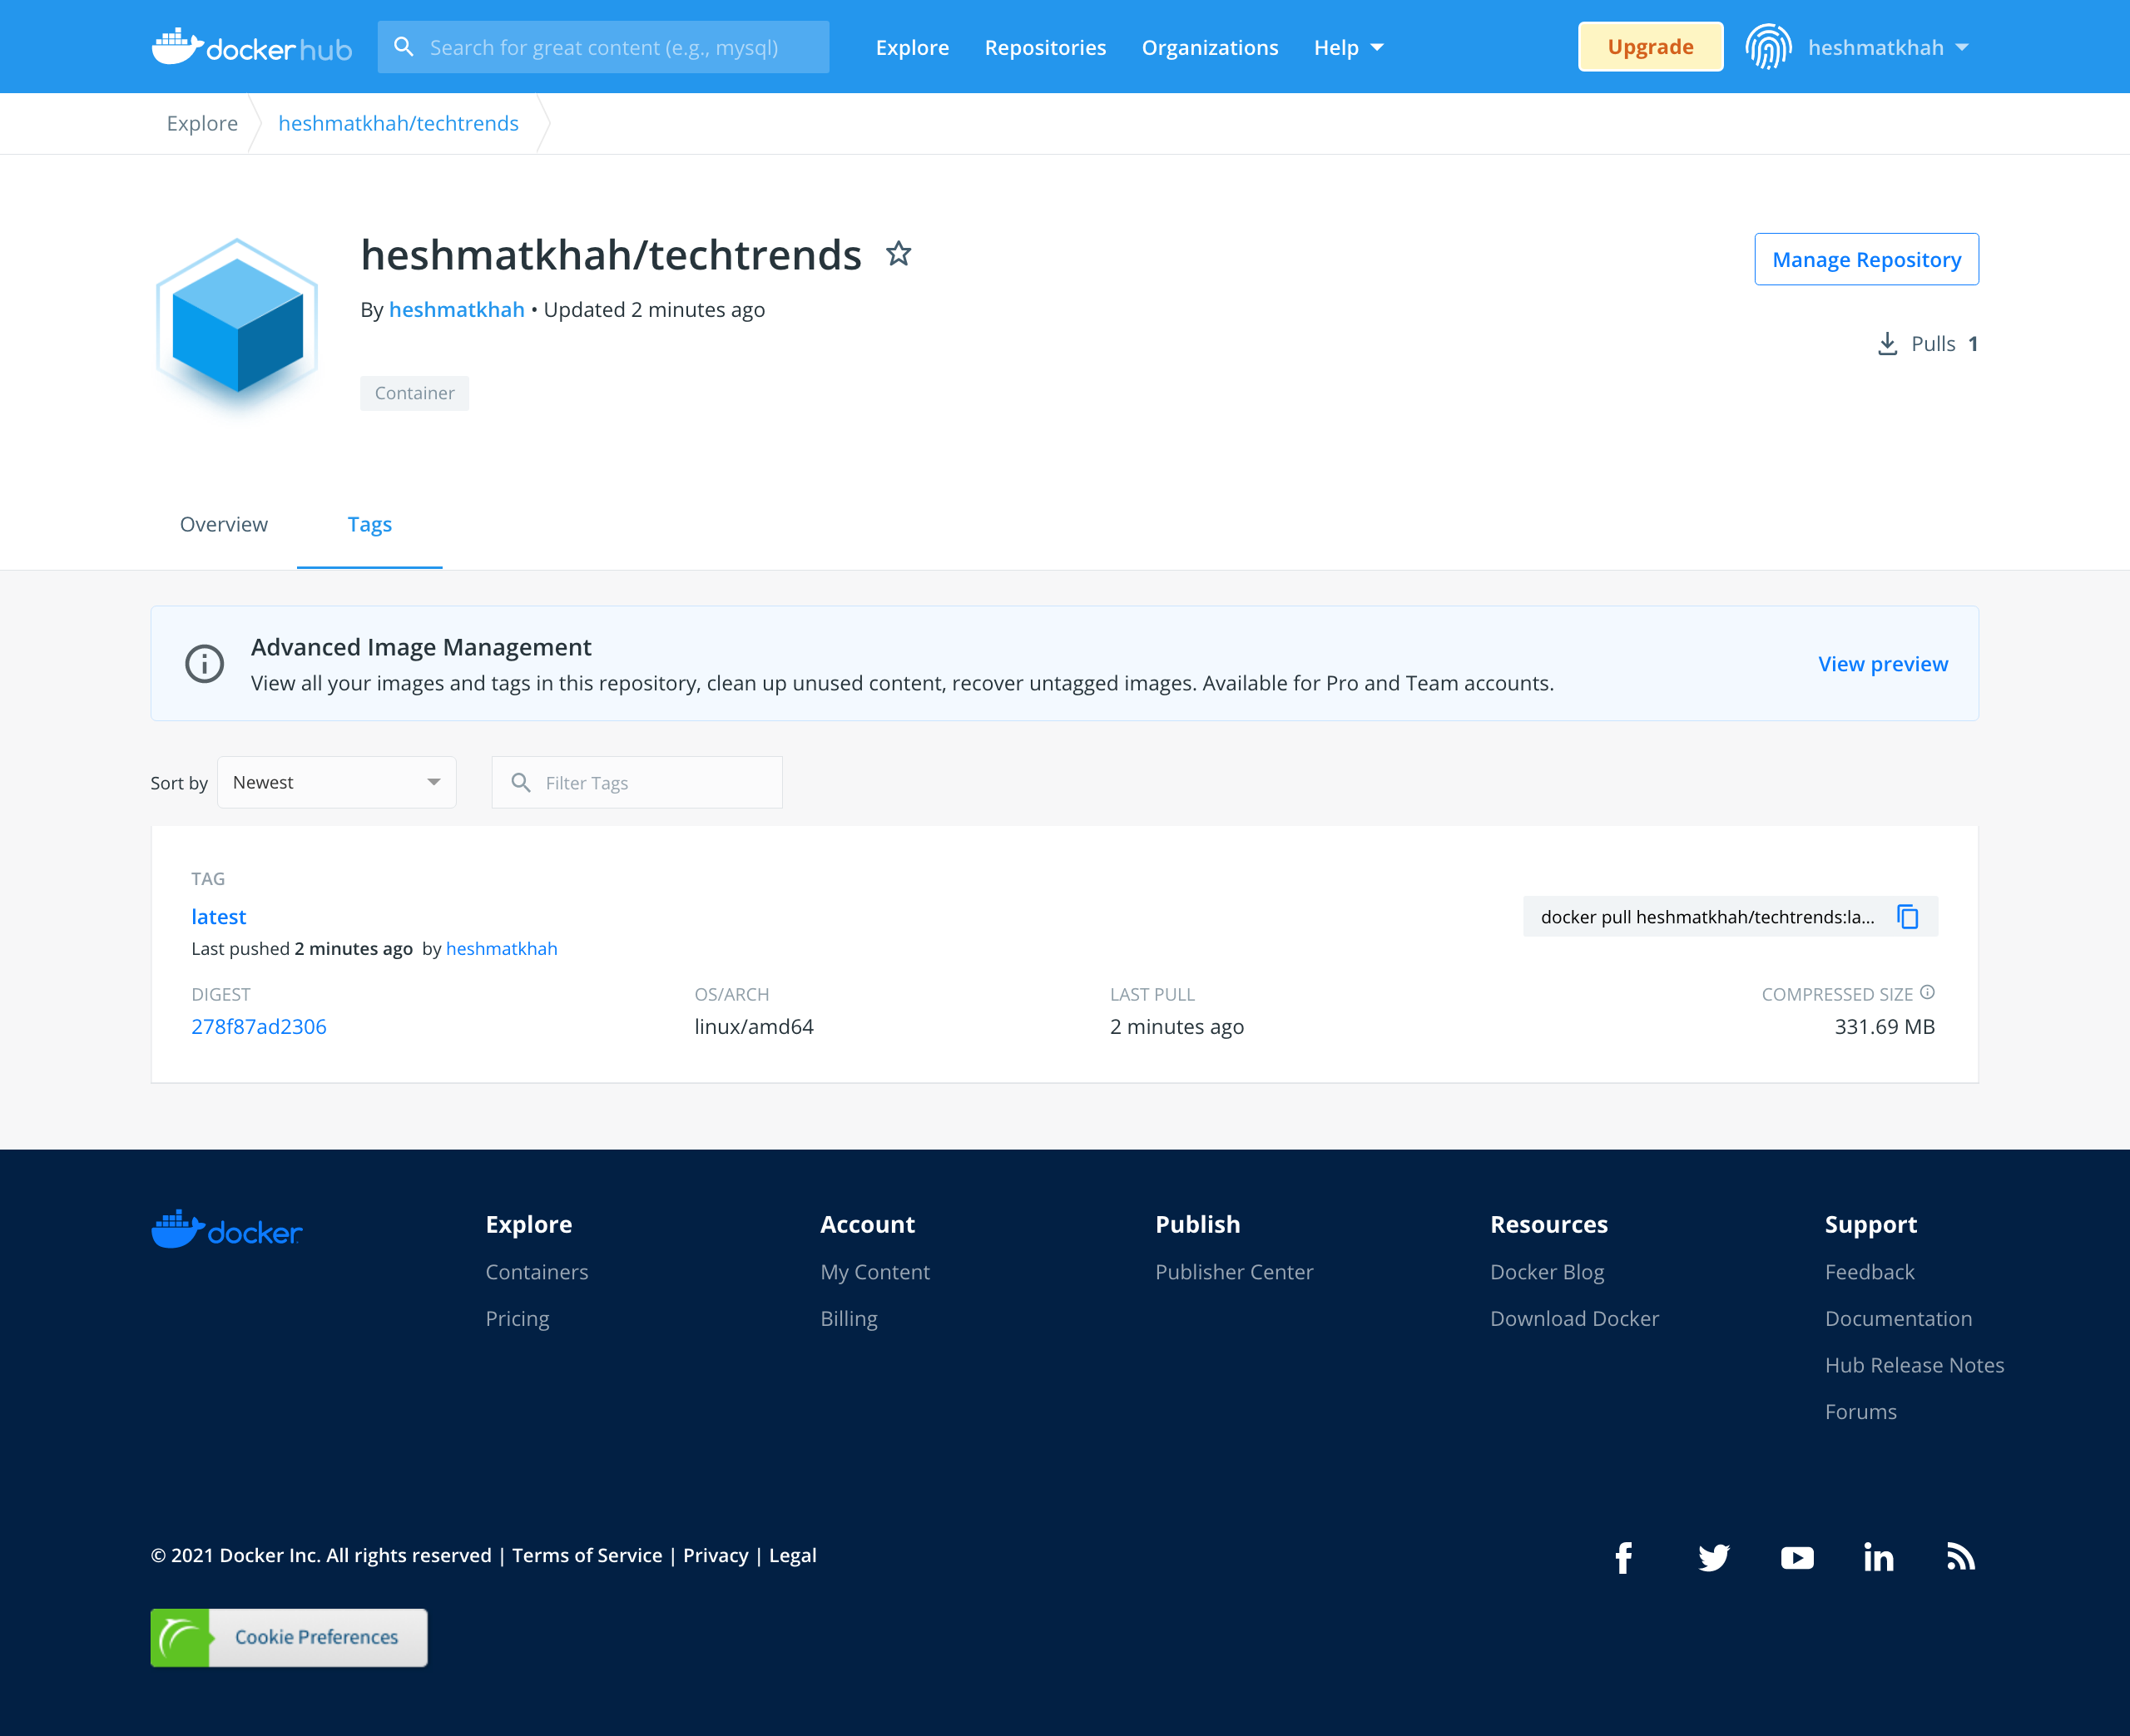 docker hub
Search for great content (e.g., mysql)
Explore
Repositories
Organizations
Help
Upgrade
heshmatkhah
Explore
heshmatkhah/techtrends
heshmatkhah/techtrends
Manage Repository
By heshmatkhah • Updated 2 minutes ago
Pulls 1
Container
Overview
Tags
Advanced Image Management
View all your images and tags in this repository, clean up unused content, recover untagged images. Available for Pro and Team accounts.
View preview
Sort by
Newest
Filter Tags
TAG
latest
docker pull heshmatkhah/techtrends:la...
Last pushed 2 minutes ago by heshmatkhah
DIGEST
OS/ARCH
LAST PULL
COMPRESSED SIZE
278f87ad2306
linux/amd64
2 minutes ago
331.69 MB
docker
Explore
Containers
Pricing
Account
My Content
Billing
Publish
Publisher Center
Resources
Docker Blog
Download Docker
Support
Feedback
Documentation
Hub Release Notes
Forums
© 2021 Docker Inc. All rights reserved | Terms of Service | Privacy | Legal
Cookie Preferences